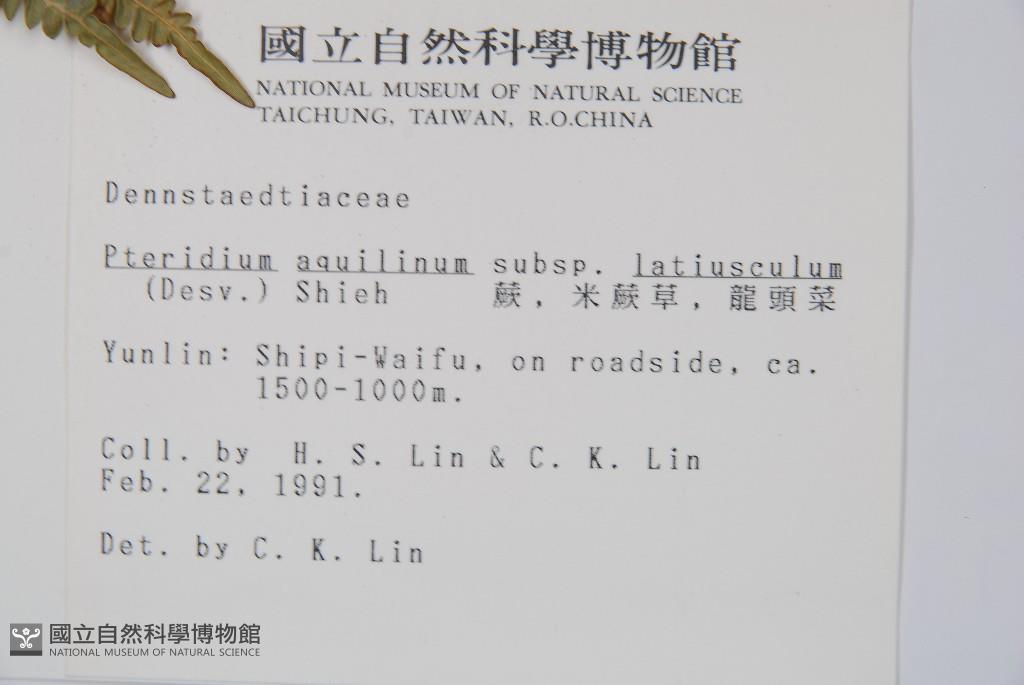 國立自然科學博物館
NATIONAL MUSEUM OF NATURAL SCIENCE
TAICHUNG, TAIWAN, R.O.CHINA
Dennstaedtiaceae
Pteridium aquilinum subsp. latiusculum
(Desv.) Shieh 蕨, 米蕨草, 龍頭菜
Yunlin: Shipi-Waifu, on roadside, ca.
1500-1000m.
Coll. by H. S. Lin & C. K. Lin
Feb. 22, 1991.
Det. by C. K. Lin
國立自然科學博物館
NATIONAL MUSEUM OF NATURAL SCIENCE